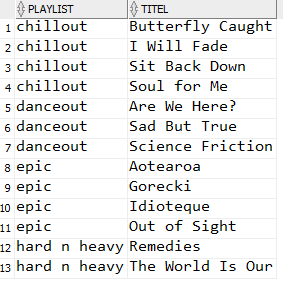 PLAYLIST TITEL
1 chillout Butterfly Caught
2 chillout I Will Fade
3 chillout Sit Back Down
4 chillout Soul for Me
5 danceout Are We Here?
6 danceout Sad But True
7 danceout Science Friction
8 epic Aotearoa
9 epic Gorecki
10 epic Idioteque
11 epic Out of Sight
12 hard n heavy Remedies
13 hard n heavy The World Is Our